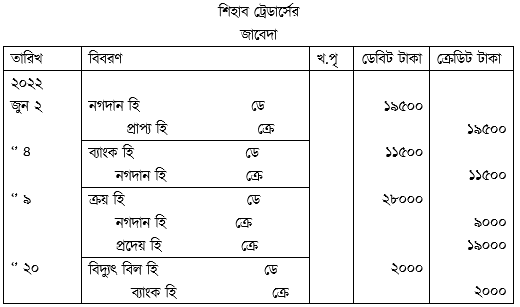 শিহাব ট্রেডার্সের
জাবেদা
তারিখ বিবরণ খ.পৃ ডেবিট টাকা ক্রেডিট টাকা
২০২২
জুন ২ নগদান হি ডে ১৯৫০০
প্রাপ্য হি ক্রে ১৯৫০০
“ ৪ ব্যাংক হি ডে ১১৫০০
নগদান হি ক্রে ১১৫০০
“ ৯ ক্রয় হি ডে ২৮০০০
নগদান হি ক্রে ৯০০০
প্রদেয় হি ক্রে ১৯০০০
“ ২০ বিদ্যুৎ বিল হি ডে ২০০০
ব্যাংক হি ক্রে ২০০০